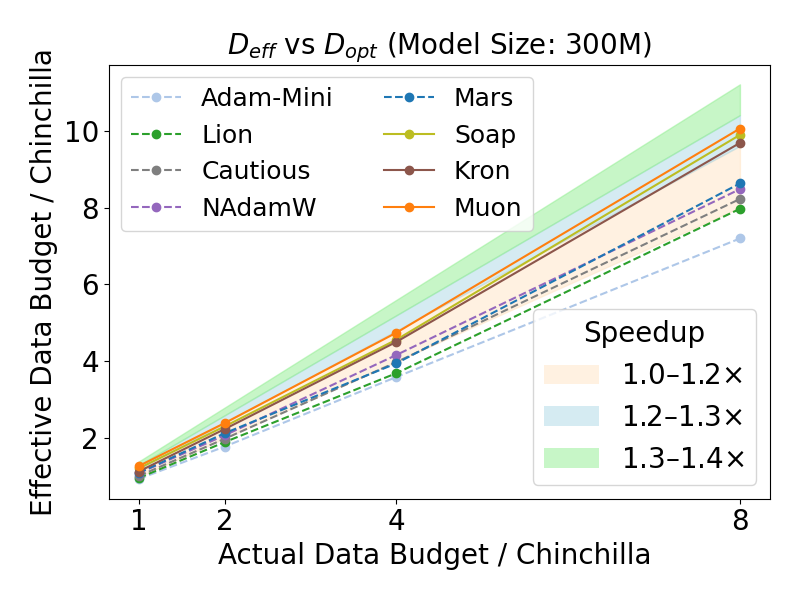 D_eff vs D_opt (Model Size: 300M)
Effective Data Budget / Chinchilla
10
8
6
4
2
Adam-Mini
Lion
Cautious
NAdamW
Mars
Soap
Kron
Muon
Speedup
1.0–1.2×
1.2–1.3×
1.3–1.4×
1 2 4 8
Actual Data Budget / Chinchilla